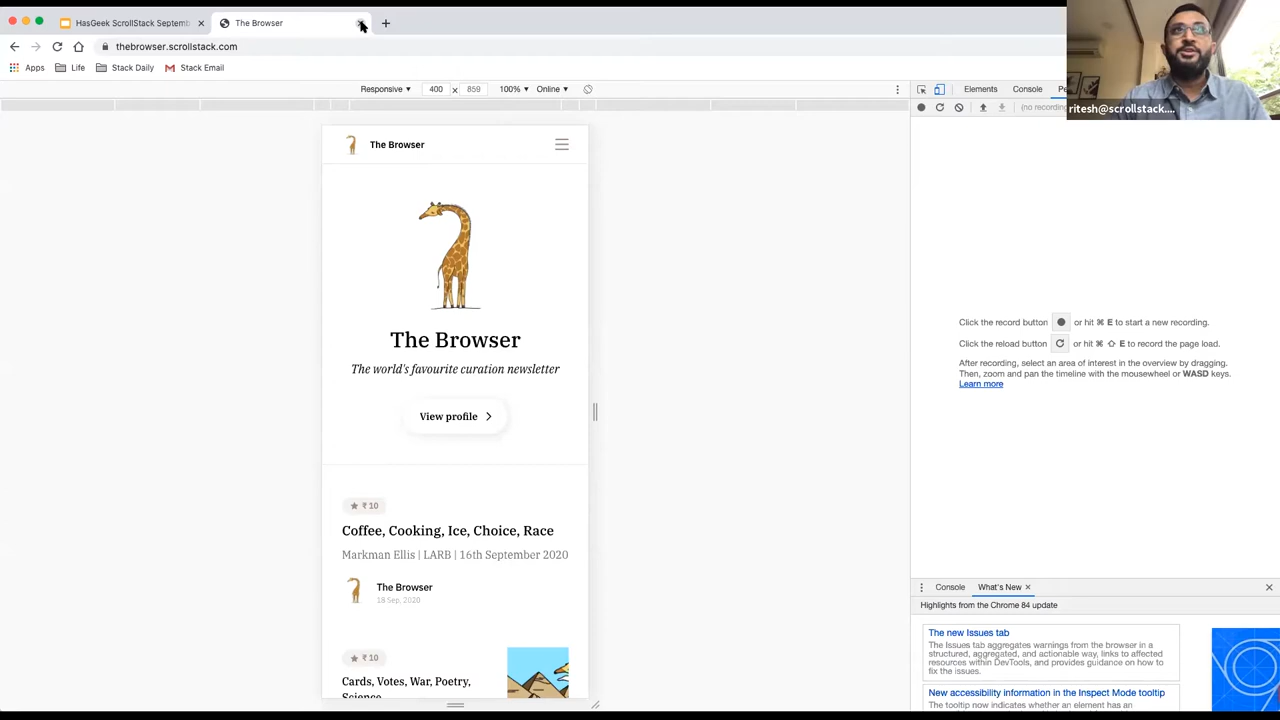 HasGeek ScrollStack Septemb
The Browser
thebrowser.scrollstack.com
Apps
Life
Stack Daily
Stack Email
Responsive
400
x
859
100%
Online
Elements
Console
Pe
(no recordin
ritesh@scrollstack....
The Browser
The Browser
The world's favourite curation newsletter
View profile
₹ 10
Coffee, Cooking, Ice, Choice, Race
Markman Ellis | LARB | 16th September 2020
The Browser
18 Sep, 2020
₹ 10
Cards, Votes, War, Poetry,
Science
Click the record button or hit ⌘ E to start a new recording.
Click the reload button or hit ⌘ ⇧ E to record the page load.
After recording, select an area of interest in the overview by dragging.
Then, zoom and pan the timeline with the mousewheel or WASD keys.
Learn more
Console
What's New
Highlights from the Chrome 84 update
The new Issues tab
The Issues tab aggregates warnings from the browser in a
structured, aggregated, and actionable way, links to affected
resources within DevTools, and provides guidance on how to
fix the issues.
New accessibility information in the Inspect Mode tooltip
The tooltip now indicates whether an element has an